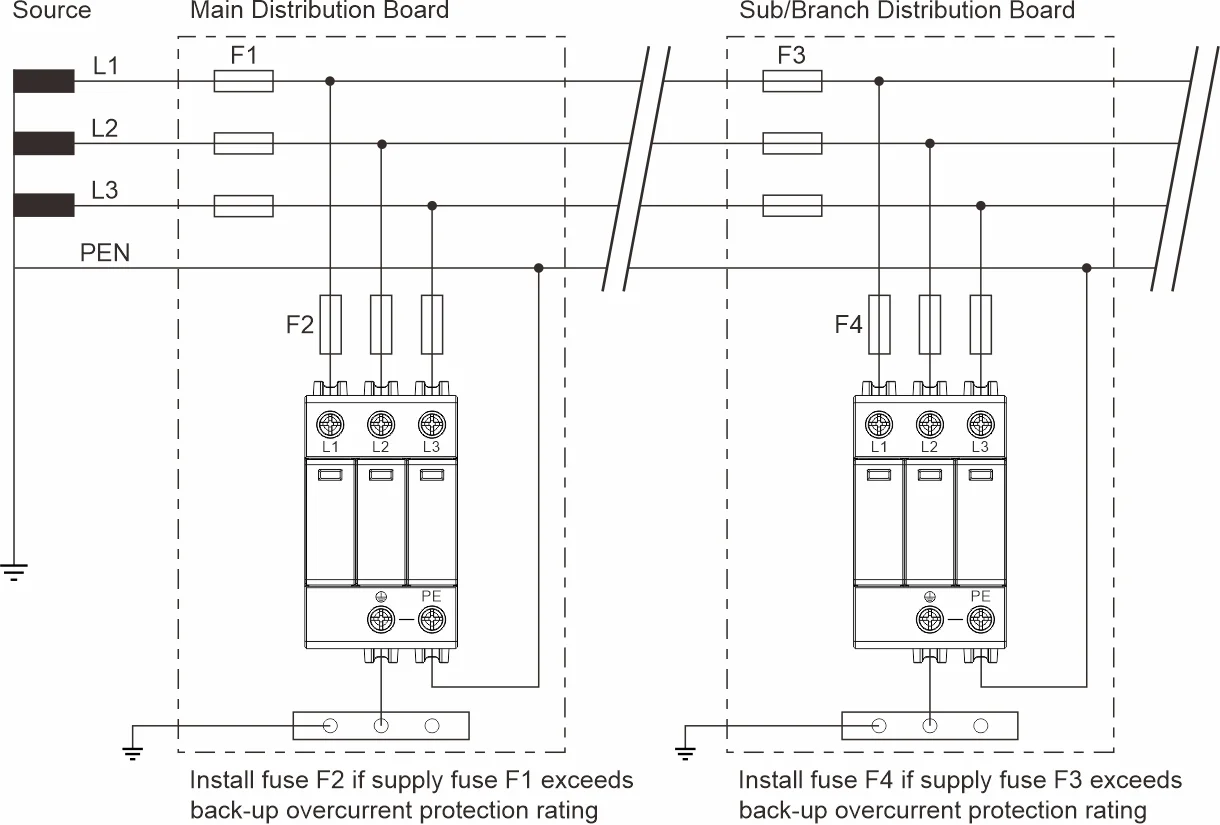 Source
Main Distribution Board
Sub/Branch Distribution Board
L1
F1
F3
L2
L3
PEN
F2
F4
L1 L2 L3
L1 L2 L3
PE
PE
Install fuse F2 if supply fuse F1 exceeds
back-up overcurrent protection rating
Install fuse F4 if supply fuse F3 exceeds
back-up overcurrent protection rating